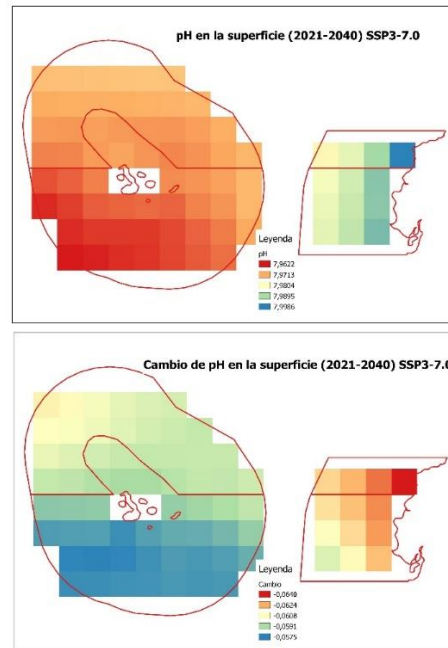 pH en la superficie (2021-2040) SSP3-7.0
Leyenda
pH
7,9622
7,9713
7,9804
7,9895
7,9986
Cambio de pH en la superficie (2021-2040) SSP3-7.0
Leyenda
Cambio
-0,0640
-0,0624
-0,0608
-0,0591
-0,0575